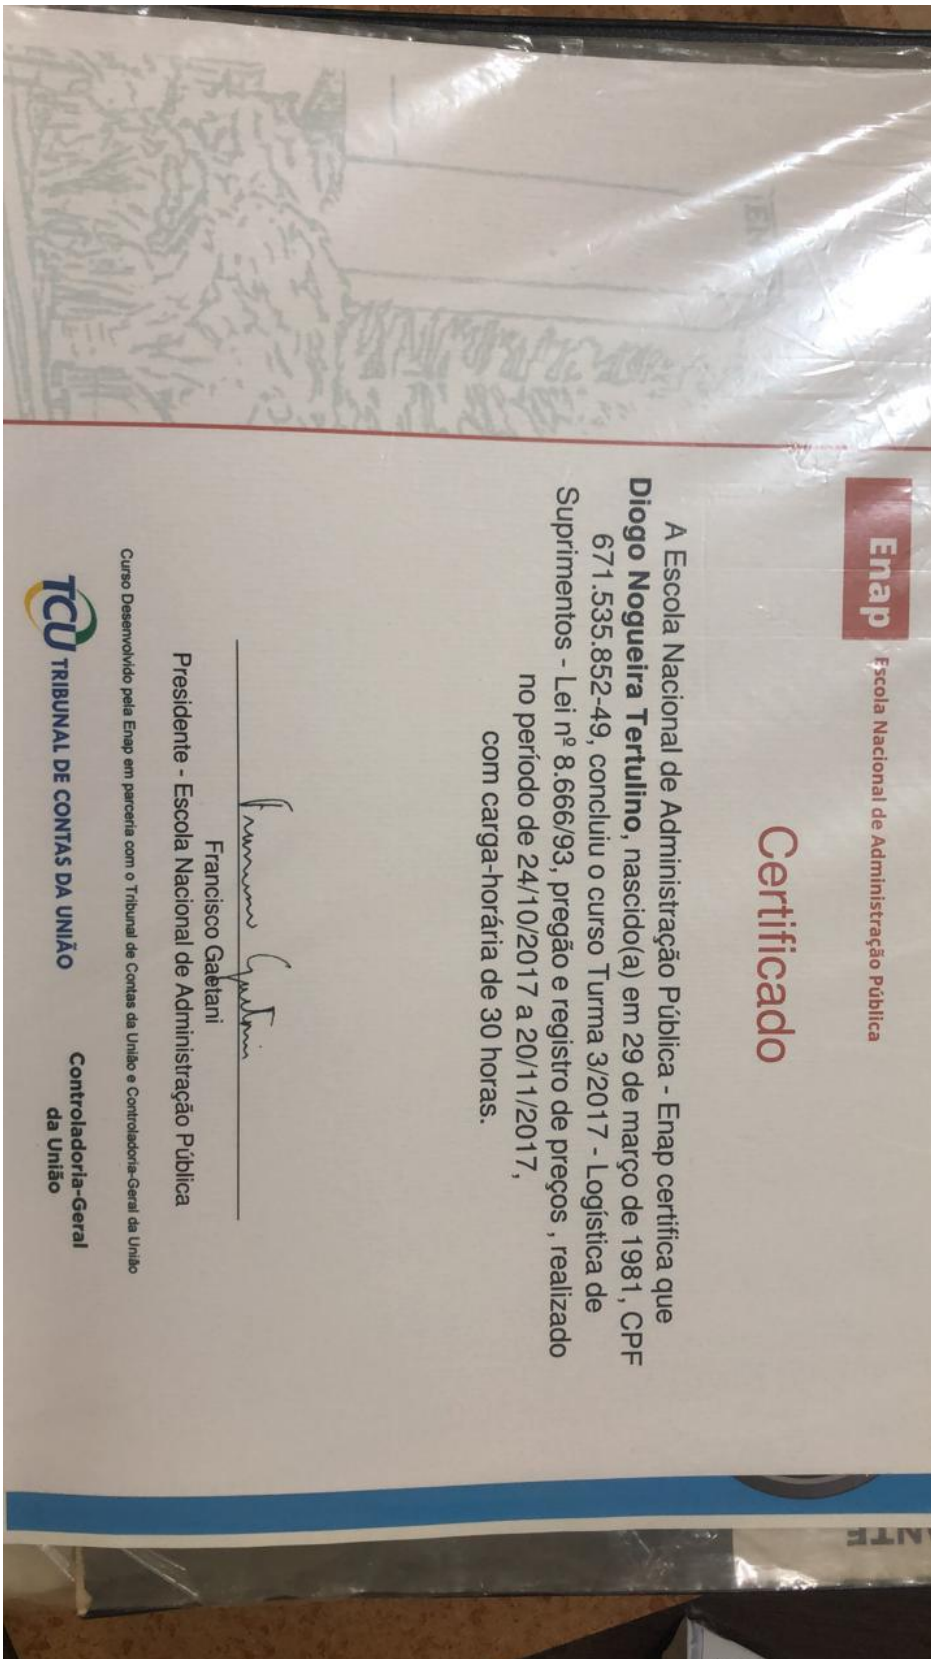 Enap
Escola Nacional de Administração Pública
Certificado
A Escola Nacional de Administração Pública - Enap certifica que
Diogo Nogueira Tertulino, nascido(a) em 29 de março de 1981, CPF
671.535.852-49, concluiu o curso Turma 3/2017 - Logística de
Suprimentos - Lei nº 8.666/93, pregão e registro de preços , realizado
no período de 24/10/2017 a 20/11/2017,
com carga-horária de 30 horas.
Francisco Gaetani
Presidente - Escola Nacional de Administração Pública
Curso Desenvolvido pela Enap em parceria com o Tribunal de Contas da União e Controladoria-Geral da União
TCU TRIBUNAL DE CONTAS DA UNIÃO
Controladoria-Geral
da União